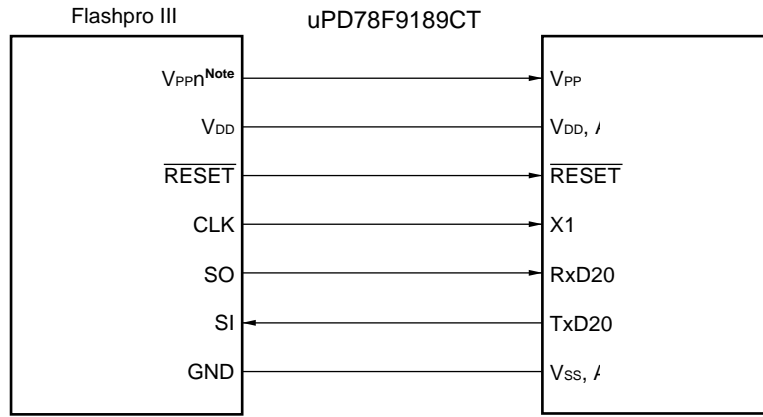 Flashpro III
uPD78F9189CT
VPPnNote
VPP
VDD
VDD,
RESET
RESET
CLK
X1
SO
RxD20
SI
TxD20
GND
VSS,